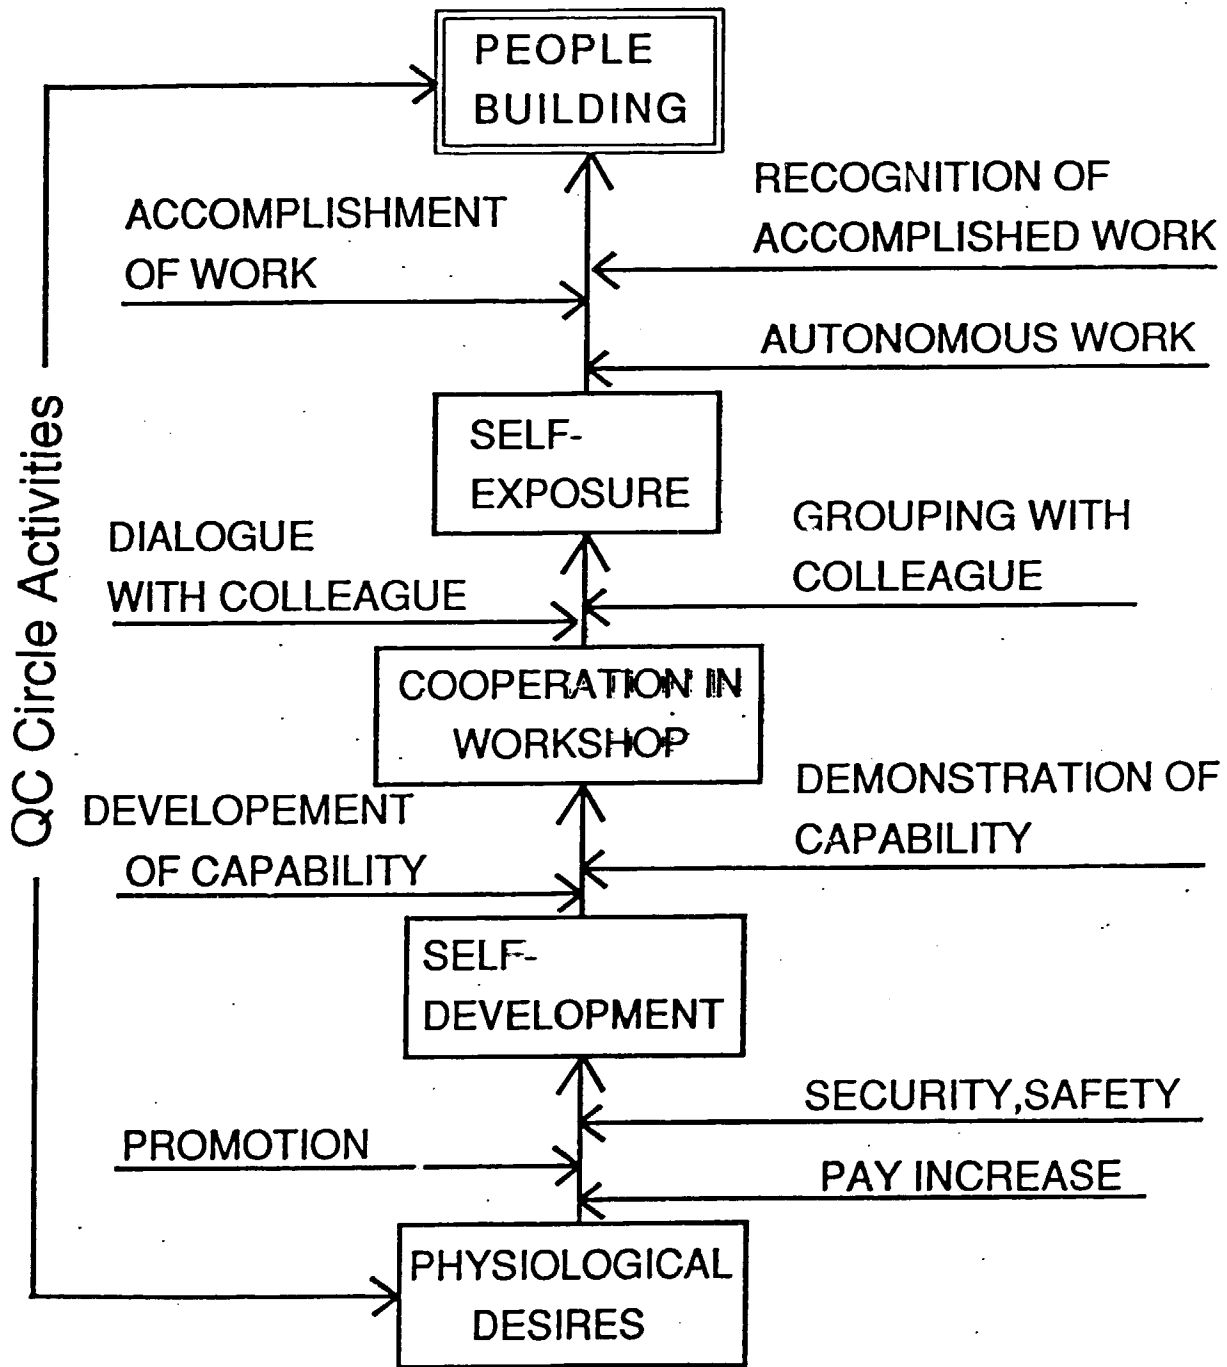 PEOPLE
BUILDING
ACCOMPLISHMENT
OF WORK
RECOGNITION OF
ACCOMPLISHED WORK
AUTONOMOUS WORK
SELF-
EXPOSURE
QC Circle Activities
DIALOGUE
WITH COLLEAGUE
GROUPING WITH
COLLEAGUE
COOPERATION IN
WORKSHOP
DEVELOPEMENT
OF CAPABILITY
DEMONSTRATION OF
CAPABILITY
SELF-
DEVELOPMENT
SECURITY,SAFETY
PROMOTION
PAY INCREASE
PHYSIOLOGICAL
DESIRES